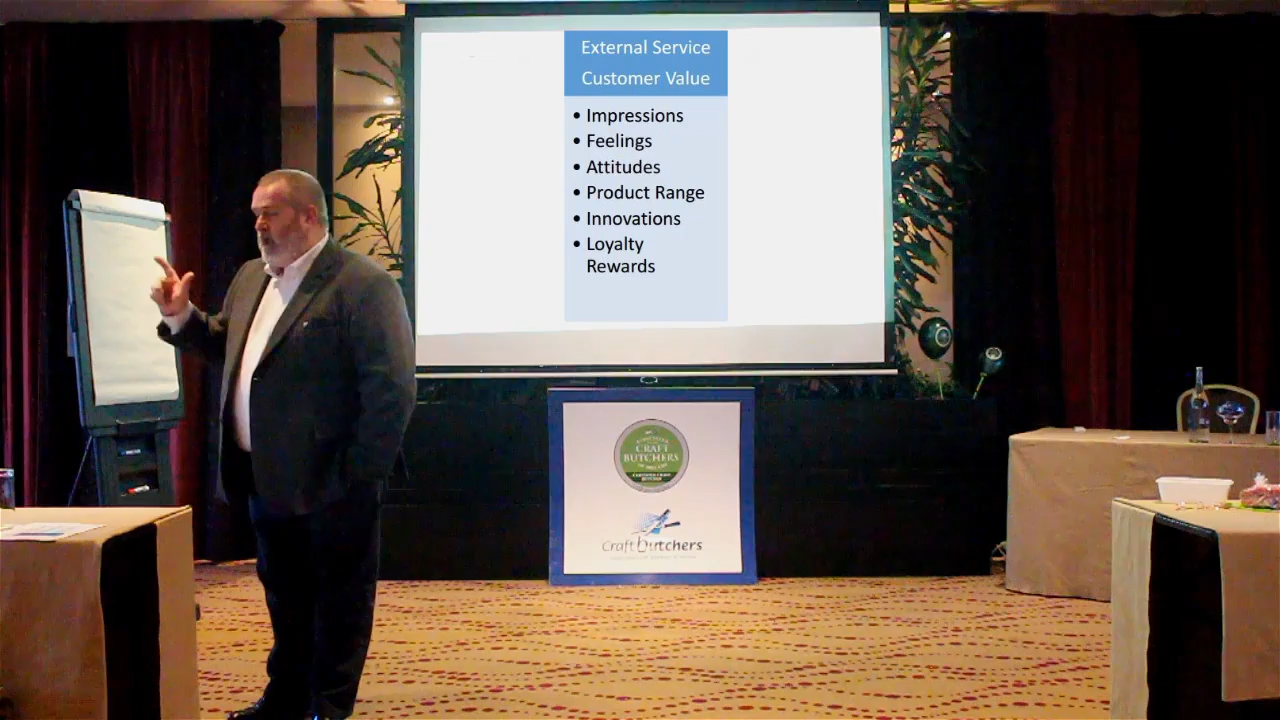 External Service
Customer Value
• Impressions
• Feelings
• Attitudes
• Product Range
• Innovations
• Loyalty
Rewards
CRAFT
BUTCHERS
Craft butchers